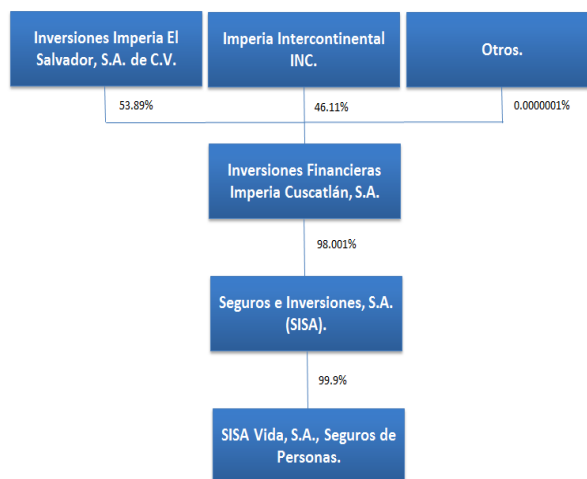 Inversiones Imperia El
Salvador, S.A. de C.V.
Imperia Intercontinental
INC.
Otros.
53.89%
46.11%
0.0000001%
Inversiones Financieras
Imperia Cuscatlán, S.A.
98.001%
Seguros e Inversiones, S.A.
(SISA).
99.9%
SISA Vida, S.A., Seguros de
Personas.